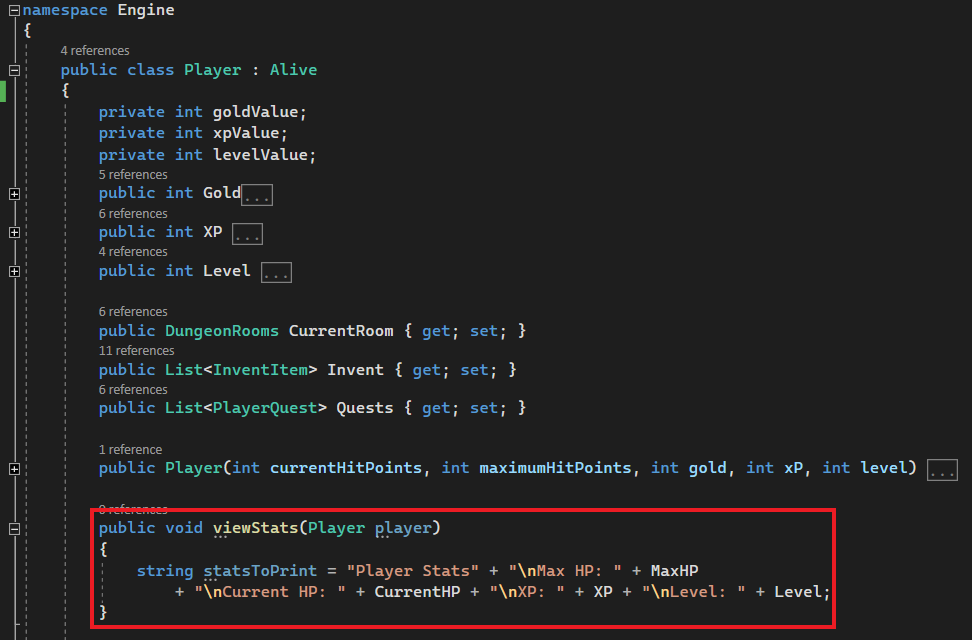 namespace Engine
{
4 references
public class Player : Alive
{
private int goldValue;
private int xpValue;
private int levelValue;
5 references
public int Gold...
6 references
public int XP ...
4 references
public int Level ...
6 references
public DungeonRooms CurrentRoom { get; set; }
11 references
public List<InventItem> Invent { get; set; }
6 references
public List<PlayerQuest> Quests { get; set; }
1 reference
public Player(int currentHitPoints, int maximumHitPoints, int gold, int xP, int level) ...
0 references
public void viewStats(Player player)
{
string statsToPrint = "Player Stats" + "\nMax HP: " + MaxHP
+ "\nCurrent HP: " + CurrentHP + "\nXP: " + XP + "\nLevel: " + Level;
}